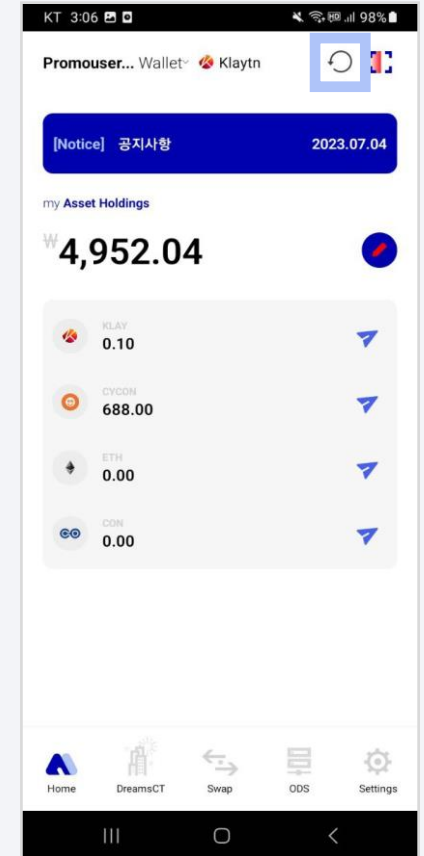 KT 3:06 98%
Promouser... Wallet Klaytn
[Notice] 공지사항 2023.07.04
my Asset Holdings
₩4,952.04
KLAY
0.10
CYCON
688.00
ETH
0.00
CON
0.00
Home DreamsCT Swap ODS Settings